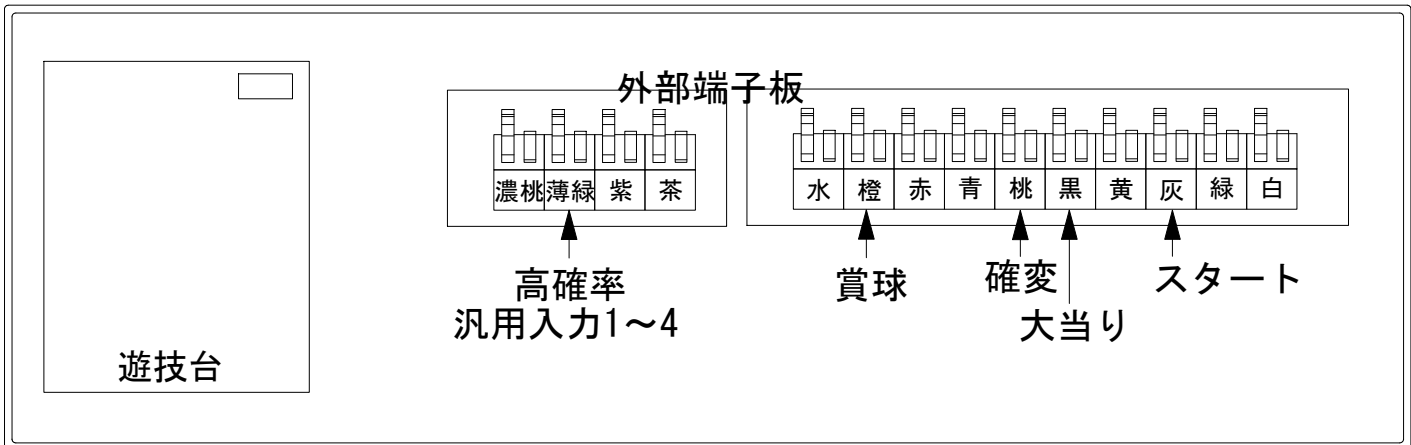 外部端子板
濃桃 薄緑 紫 茶
水 橙 赤 青 桃 黒 黄 灰 緑 白
高確率
汎用入力1～4
賞球
確変
大当り
スタート
遊技台